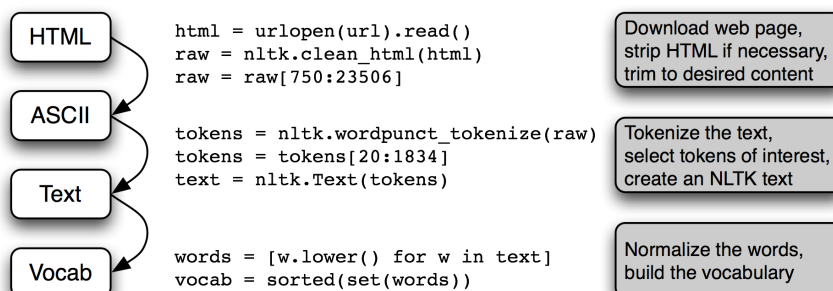 HTML
html = urlopen(url).read()
raw = nltk.clean_html(html)
raw = raw[750:23506]
Download web page,
strip HTML if necessary,
trim to desired content
ASCII
tokens = nltk.wordpunct_tokenize(raw)
tokens = tokens[20:1834]
text = nltk.Text(tokens)
Tokenize the text,
select tokens of interest,
create an NLTK text
Text
Vocab
words = [w.lower() for w in text]
vocab = sorted(set(words))
Normalize the words,
build the vocabulary